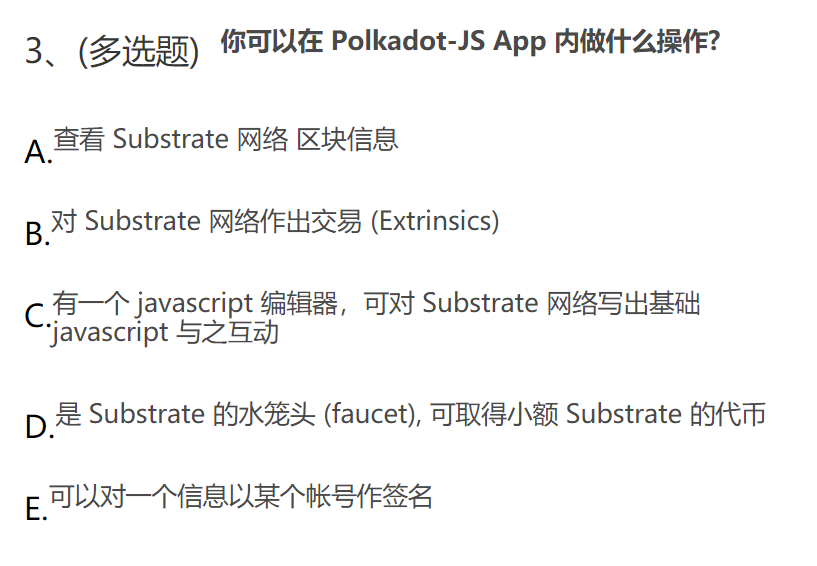 3、(多选题) 你可以在 Polkadot-JS App 内做什么操作?
A. 查看 Substrate 网络 区块信息
B. 对 Substrate 网络作出交易 (Extrinsics)
C. 有一个 javascript 编辑器，可对 Substrate 网络写出基础
javascript 与之互动
D. 是 Substrate 的水笼头 (faucet), 可取得小额 Substrate 的代币
E. 可以对一个信息以某个帐号作签名